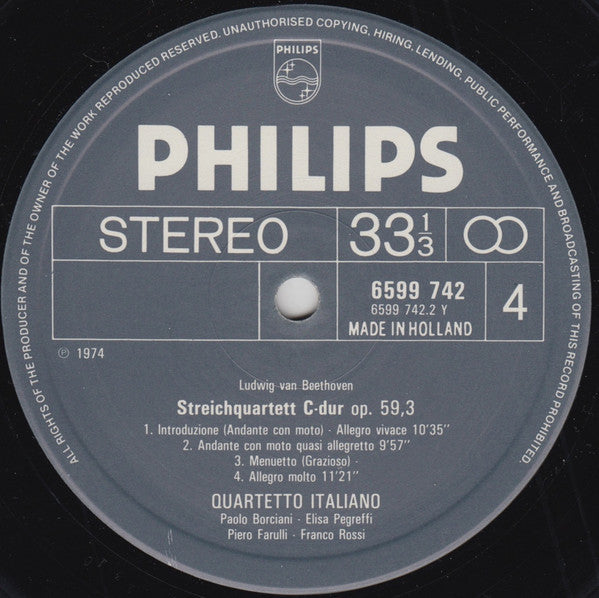 ALL RIGHTS OF THE PRODUCER AND OF THE OWNER OF THE WORK REPRODUCED RESERVED. UNAUTHORISED COPYING, HIRING, LENDING, PUBLIC PERFORMANCE AND BROADCASTING OF THIS RECORD PROHIBITED
PHILIPS
PHILIPS
STEREO 33 1/3
6599 742
6599 742.2 Y
MADE IN HOLLAND
4
℗ 1974
Ludwig van Beethoven
Streichquartett C-dur op. 59,3
1. Introduzione (Andante con moto) - Allegro vivace 10'35"
2. Andante con moto quasi allegretto 9'57"
3. Menuetto (Grazioso) -
4. Allegro molto 11'21"
QUARTETTO ITALIANO
Paolo Borciani - Elisa Pegreffi
Piero Farulli - Franco Rossi